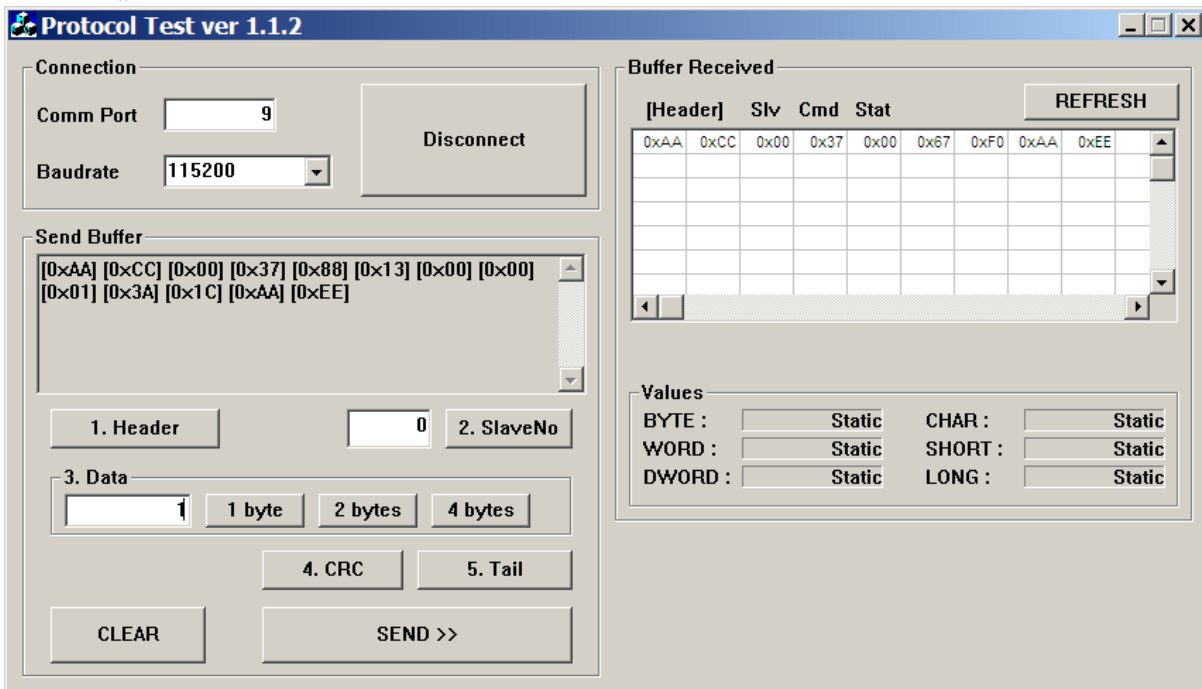 Protocol Test ver 1.1.2
Connection
Comm Port 9
Disconnect
Baudrate 115200
Send Buffer
[0xAA] [0xCC] [0x00] [0x37] [0x88] [0x13] [0x00] [0x00]
[0x01] [0x3A] [0x1C] [0xAA] [0xEE]
1. Header 0 2. SlaveNo
3. Data
1 1 byte 2 bytes 4 bytes
4. CRC 5. Tail
CLEAR SEND >>
Buffer Received
REFRESH
[Header] Slv Cmd Stat
0xAA 0xCC 0x00 0x37 0x00 0x67 0xF0 0xAA 0xEE
Values
BYTE : Static CHAR : Static
WORD : Static SHORT : Static
DWORD : Static LONG : Static